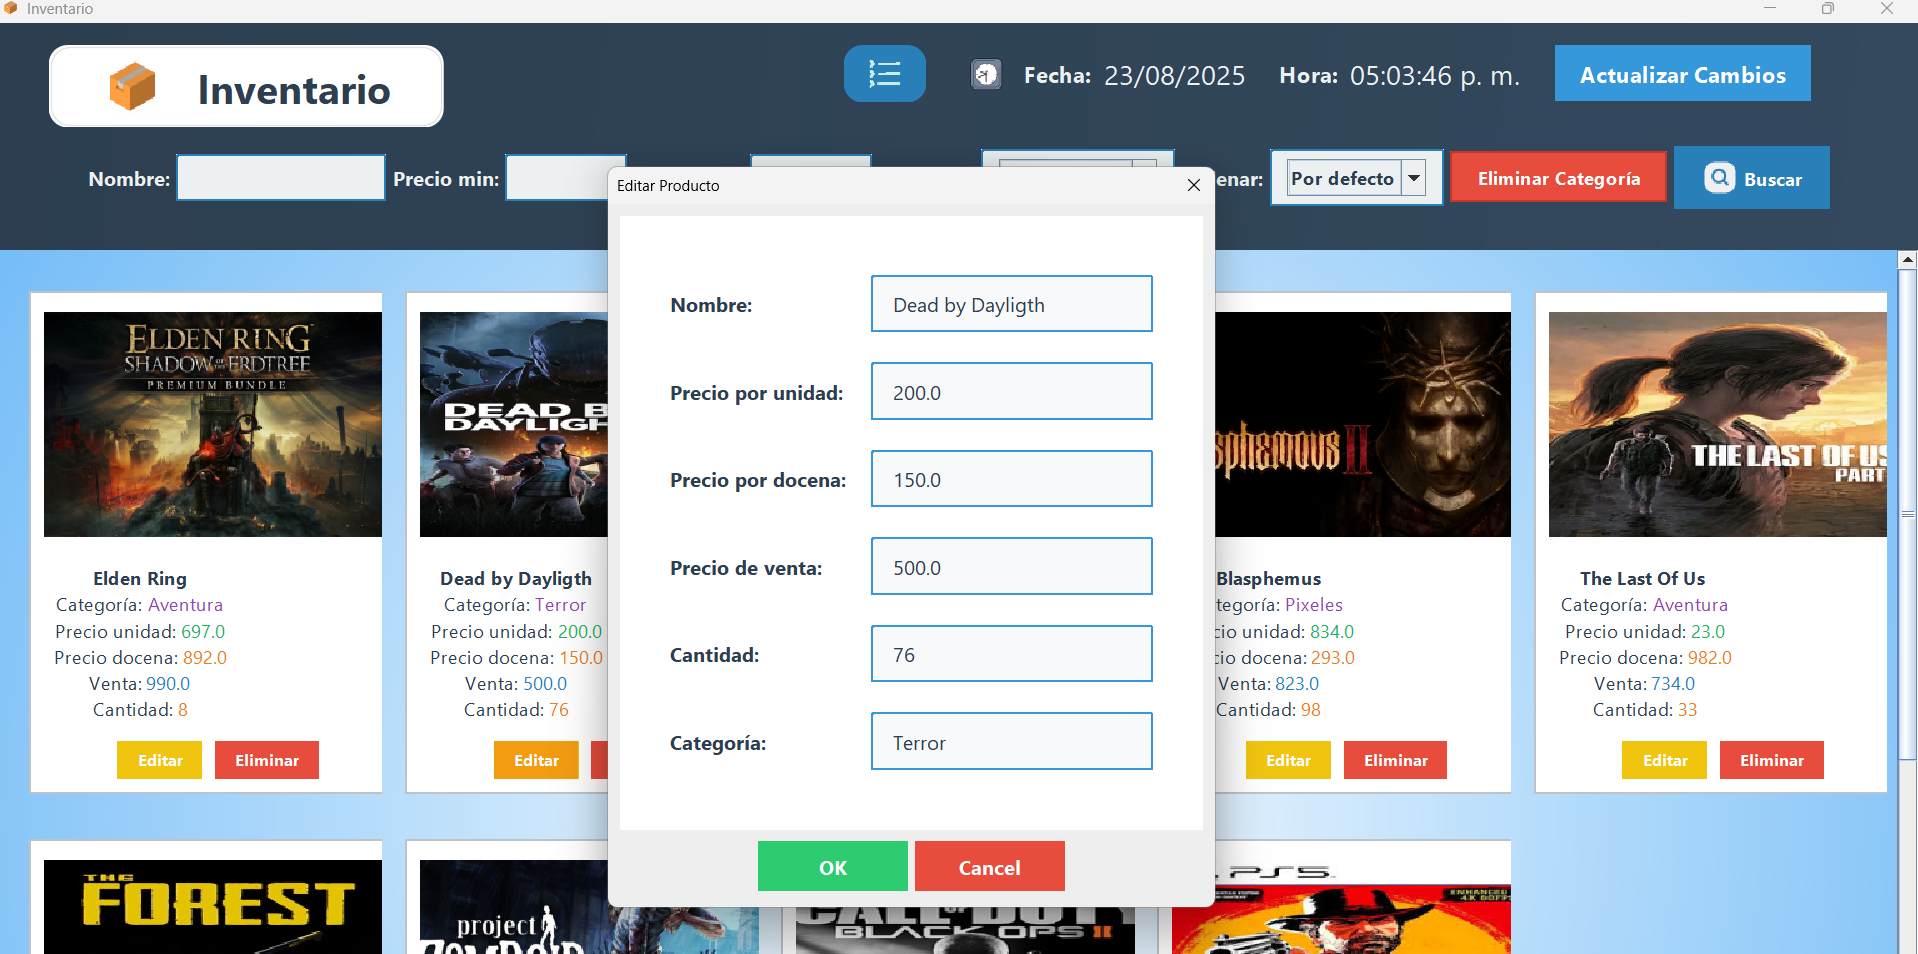 Inventario
Inventario
Fecha: 23/08/2025 Hora: 05:03:46 p. m. Actualizar Cambios
Nombre: Precio min: enar: Por defecto Eliminar Categoría Buscar
Editar Producto
Nombre: Dead by Dayligth
Precio por unidad: 200.0
Precio por docena: 150.0
Precio de venta: 500.0
Cantidad: 76
Categoría: Terror
OK Cancel
ELDEN RING
SHADOW OF THE ERDTREE
PREMIUM BUNDLE
Elden Ring
Categoría: Aventura
Precio unidad: 697.0
Precio docena: 892.0
Venta: 990.0
Cantidad: 8
Editar Eliminar
DEAD B
DAYLIGH
Dead by Dayligth
Categoría: Terror
Precio unidad: 200.0
Precio docena: 150.0
Venta: 500.0
Cantidad: 76
Editar
sphemous II
Blasphemus
tegoría: Pixeles
cio unidad: 834.0
cio docena: 293.0
Venta: 823.0
Cantidad: 98
Editar Eliminar
THE LAST OF US
PART
The Last Of Us
Categoría: Aventura
Precio unidad: 23.0
Precio docena: 982.0
Venta: 734.0
Cantidad: 33
Editar Eliminar
THE
FOREST
project
ZOMBOID
CALL OF DUTY
BLACK OPS II
PS5
ENHANCED